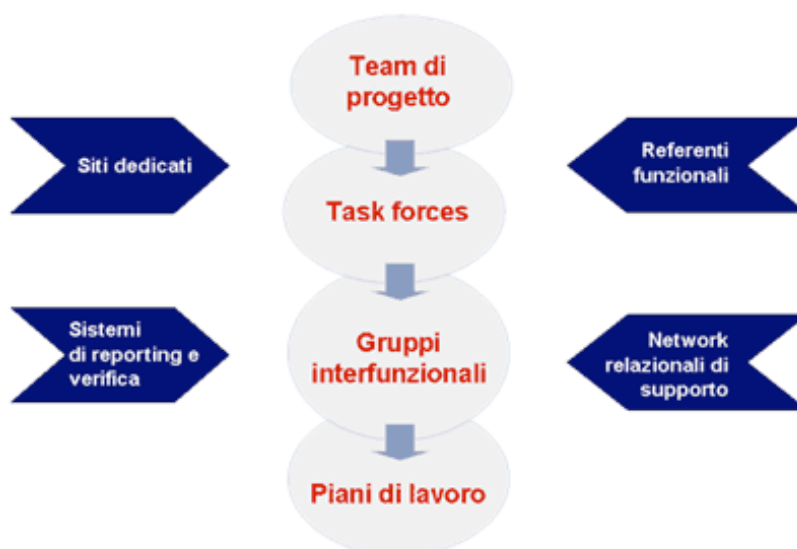 Team di
progetto
Siti dedicati
Referenti
funzionali
Task forces
Sistemi
di reporting e
verifica
Gruppi
interfunzionali
Network
relazionali di
supporto
Piani di lavoro